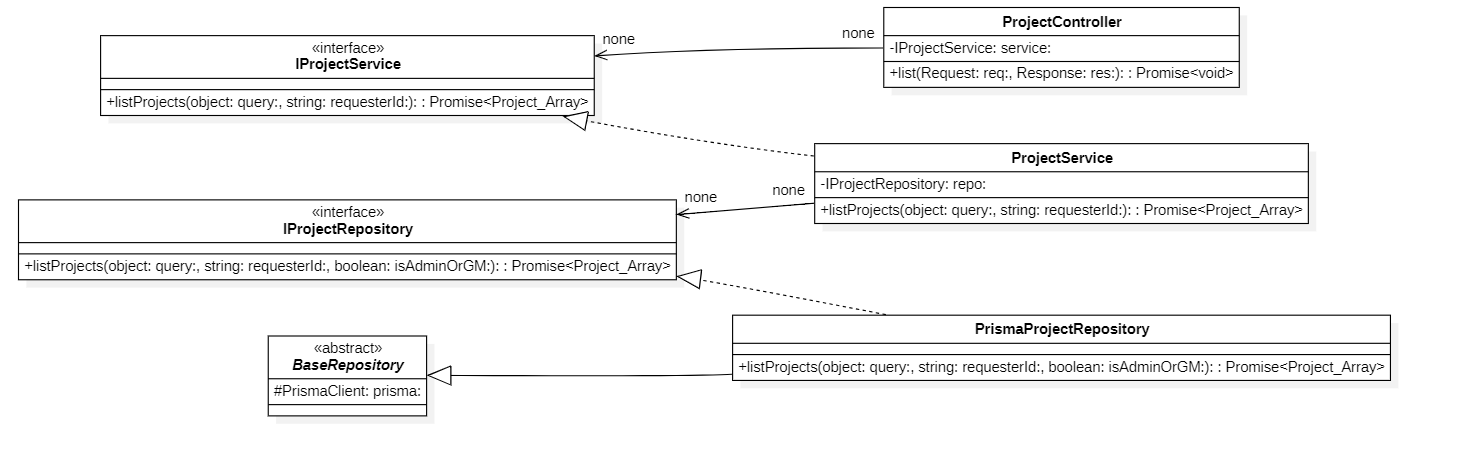 «interface»
IProjectService
+listProjects(object: query:, string: requesterId:): : Promise<Project_Array>
none
none
ProjectController
-IProjectService: service:
+list(Request: req:, Response: res:): : Promise<void>
ProjectService
-IProjectRepository: repo:
+listProjects(object: query:, string: requesterId:): : Promise<Project_Array>
none
none
«interface»
IProjectRepository
+listProjects(object: query:, string: requesterId:, boolean: isAdminOrGM:): : Promise<Project_Array>
PrismaProjectRepository
+listProjects(object: query:, string: requesterId:, boolean: isAdminOrGM:): : Promise<Project_Array>
«abstract»
BaseRepository
#PrismaClient: prisma: